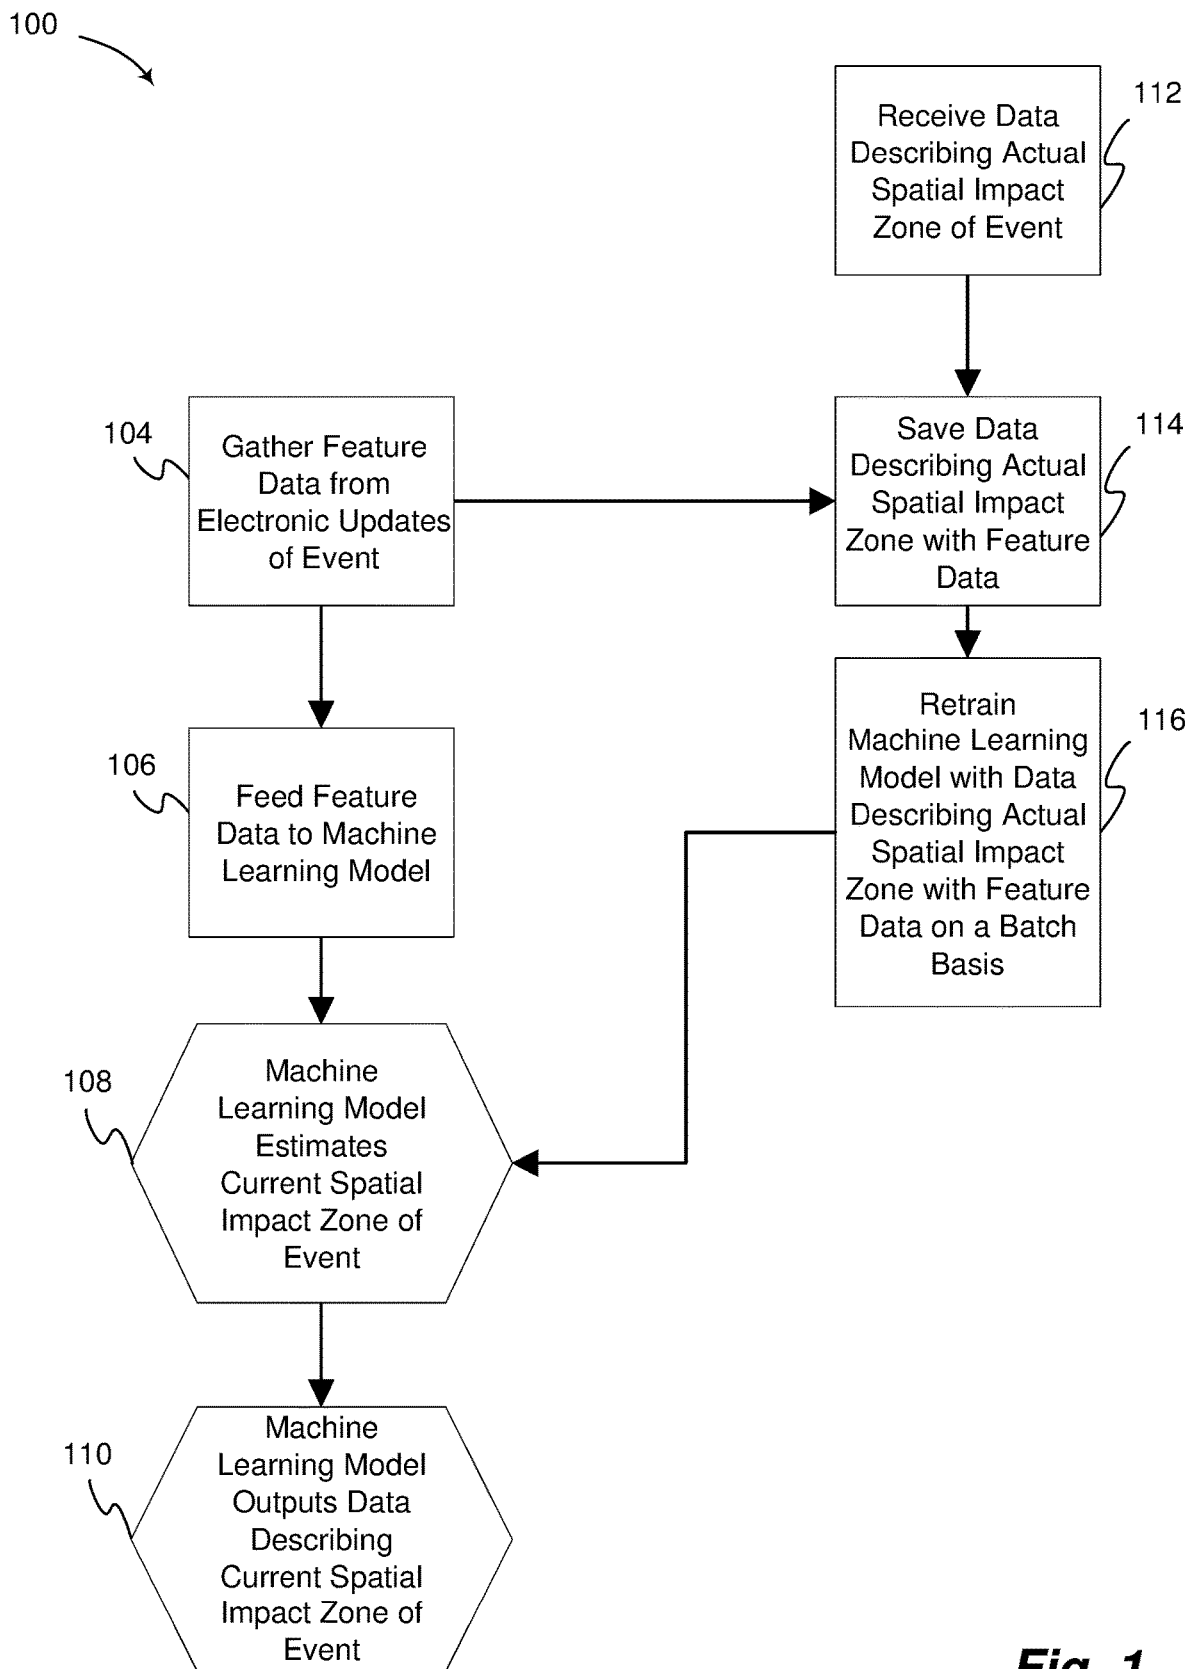 100
112
Receive Data
Describing Actual
Spatial Impact
Zone of Event
104
Gather Feature
Data from
Electronic Updates
of Event
114
Save Data
Describing Actual
Spatial Impact
Zone with Feature
Data
106
Feed Feature
Data to Machine
Learning Model
116
Retrain
Machine Learning
Model with Data
Describing Actual
Spatial Impact
Zone with Feature
Data on a Batch
Basis
108
Machine
Learning Model
Estimates
Current Spatial
Impact Zone of
Event
110
Machine
Learning Model
Outputs Data
Describing
Current Spatial
Impact Zone of
Event
Fig. 1